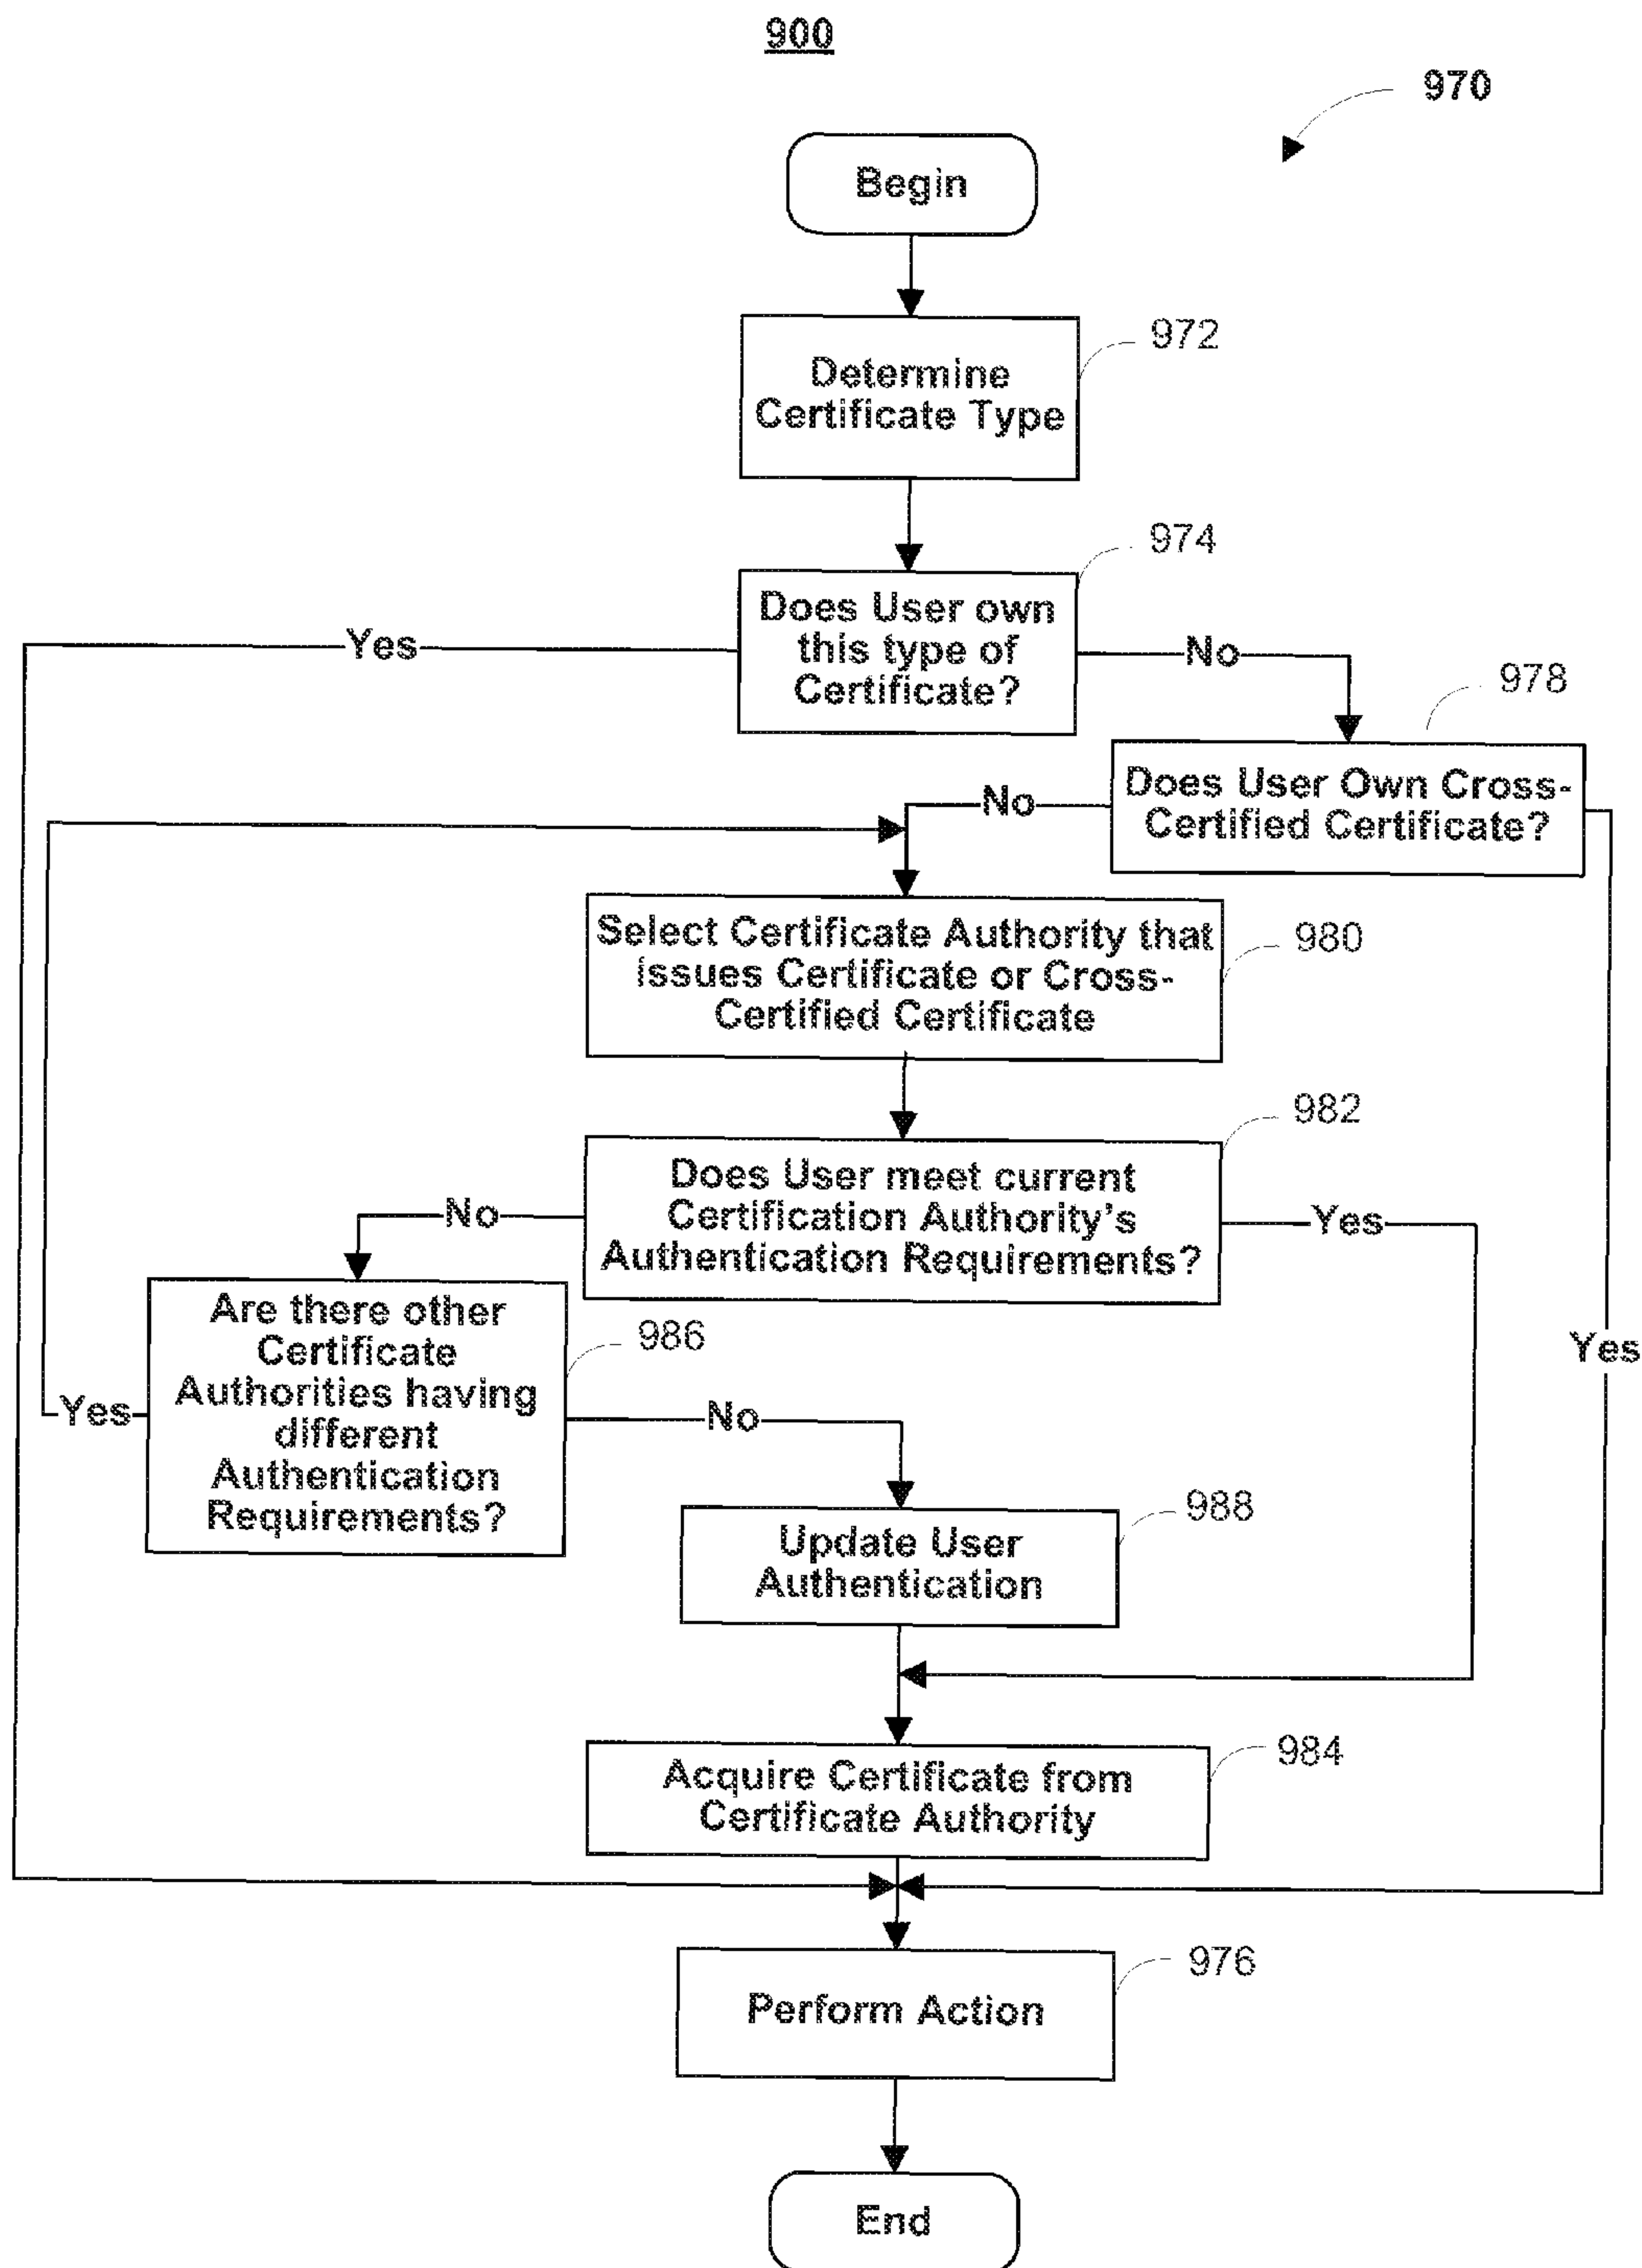 900
970
Begin
972
Determine
Certificate Type
974
Does User own
this type of
Certificate?
Yes
No
978
Does User Own Cross-
Certified Certificate?
No
Yes
980
Select Certificate Authority that
issues Certificate or Cross-
Certified Certificate
982
Does User meet current
Certification Authority's
Authentication Requirements?
No
Yes
986
Are there other
Certificate
Authorities having
different
Authentication
Requirements?
Yes
No
988
Update User
Authentication
984
Acquire Certificate from
Certificate Authority
976
Perform Action
End